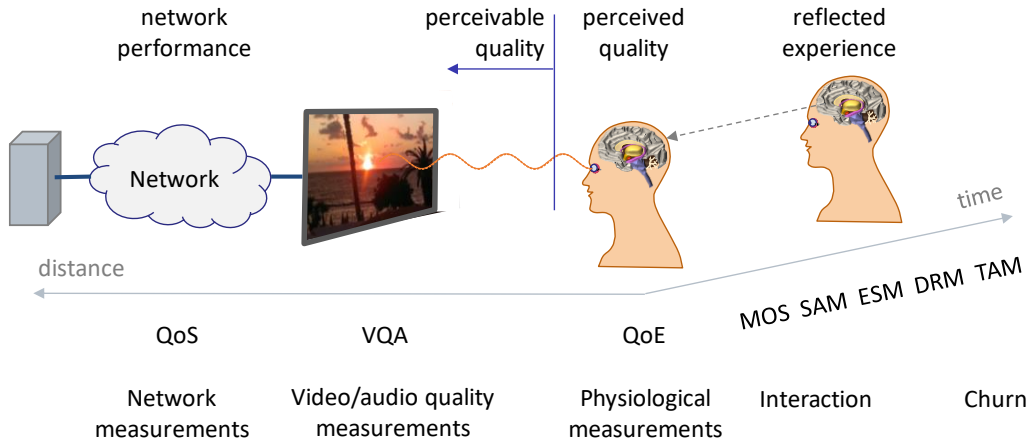 network
performance
perceivable
quality
perceived
quality
reflected
experience
Network
time
distance
MOS SAM ESM DRM TAM
QoS
VQA
QoE
Network
measurements
Video/audio quality
measurements
Physiological
measurements
Interaction
Churn